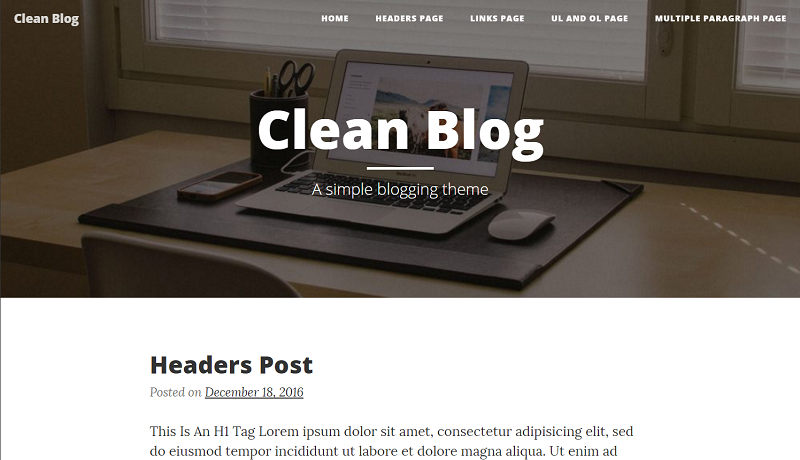 Clean Blog
HOME
HEADERS PAGE
LINKS PAGE
UL AND OL PAGE
MULTIPLE PARAGRAPH PAGE
Clean Blog
A simple blogging theme
Headers Post
Posted on December 18, 2016
This Is An H1 Tag Lorem ipsum dolor sit amet, consectetur adipisicing elit, sed
do eiusmod tempor incididunt ut labore et dolore magna aliqua. Ut enim ad